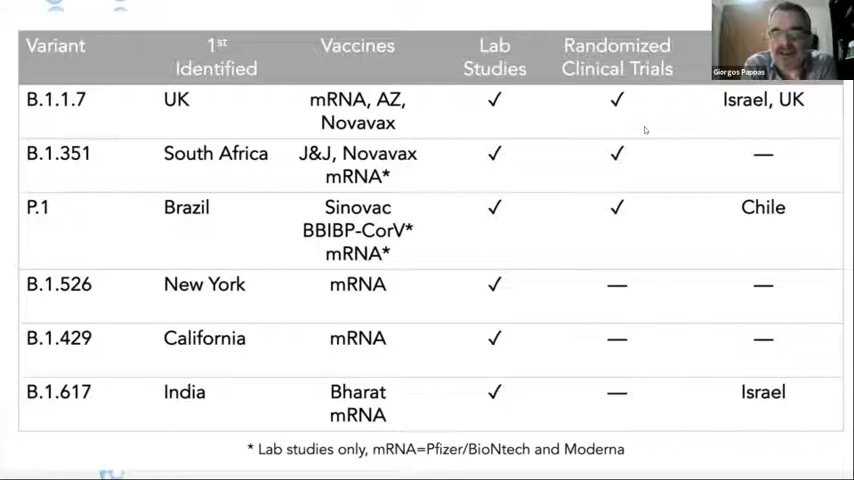 Variant 1st Identified Vaccines Lab Studies Randomized Clinical Trials
Giorgos Pappas
B.1.1.7 UK mRNA, AZ, Novavax ✓ ✓ Israel, UK
B.1.351 South Africa J&J, Novavax mRNA* ✓ ✓ —
P.1 Brazil Sinovac BBIBP-CorV* mRNA* ✓ ✓ Chile
B.1.526 New York mRNA ✓ — —
B.1.429 California mRNA ✓ — —
B.1.617 India Bharat mRNA ✓ — Israel
* Lab studies only, mRNA=Pfizer/BioNtech and Moderna